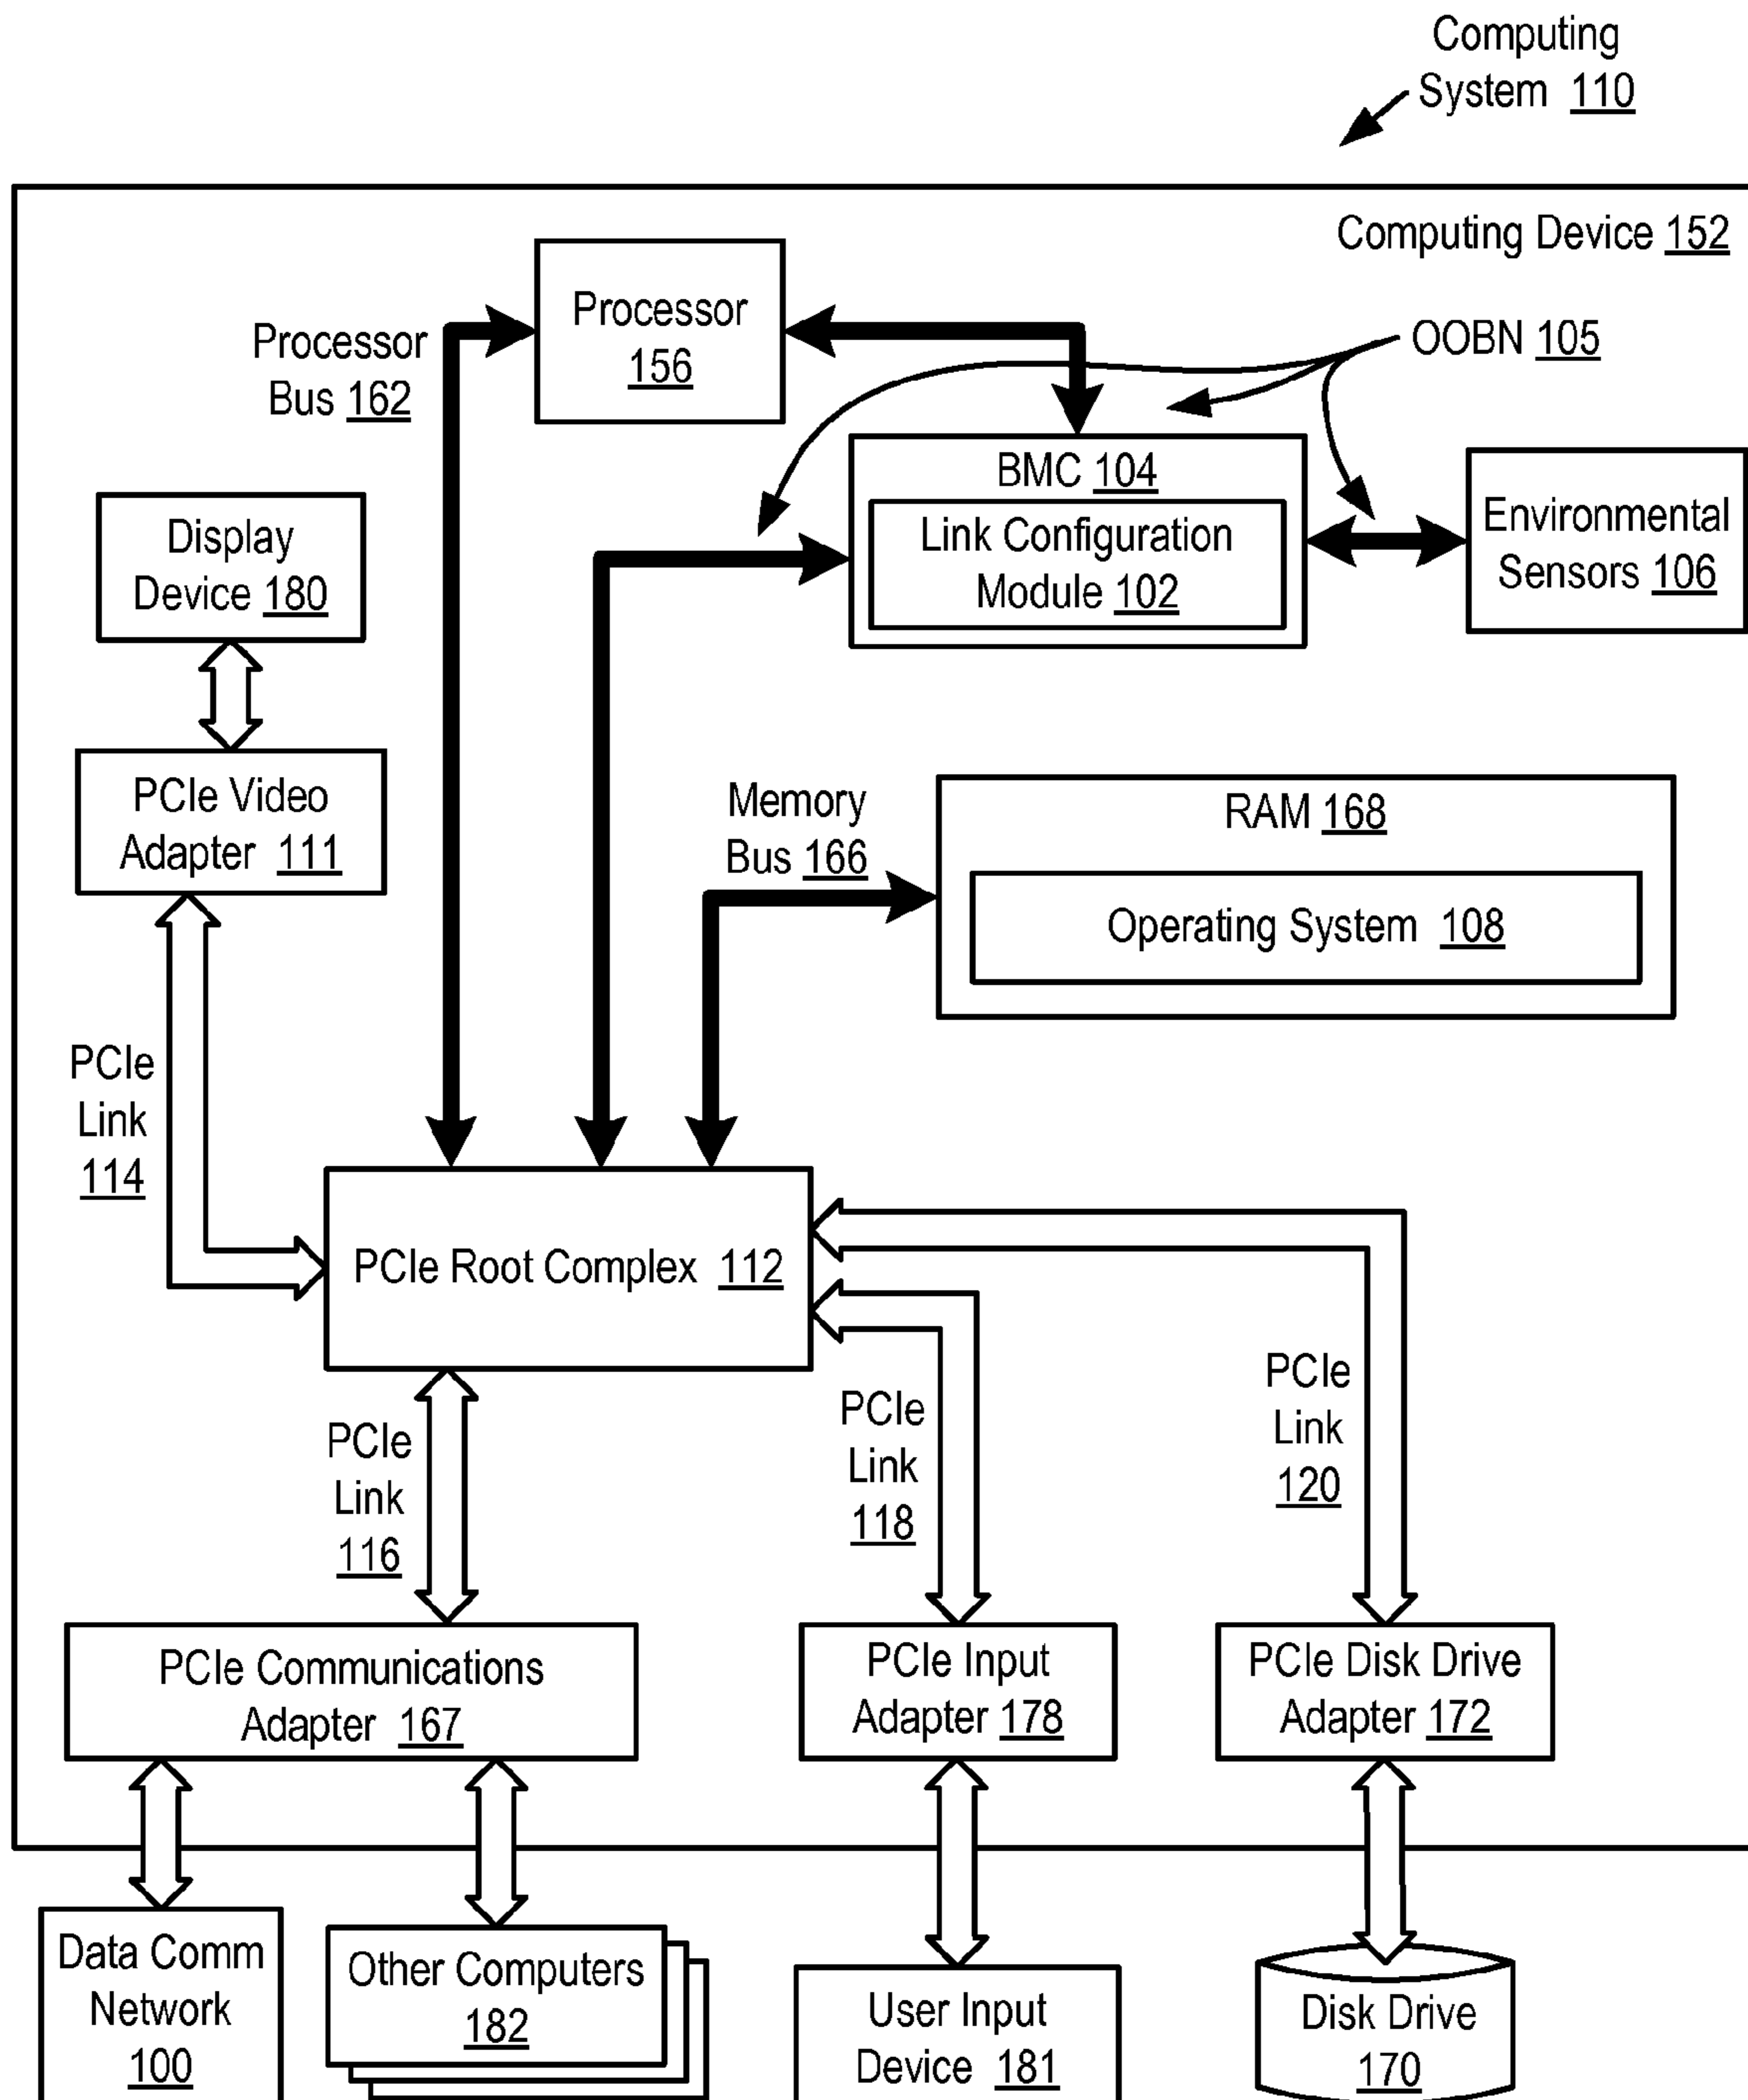 Computing
System 110
Computing Device 152
Processor
156
Processor
Bus 162
OOBN 105
BMC 104
Link Configuration
Module 102
Environmental
Sensors 106
Display
Device 180
PCIe Video
Adapter 111
Memory
Bus 166
RAM 168
Operating System 108
PCIe
Link
114
PCIe Root Complex 112
PCIe
Link
116
PCIe
Link
118
PCIe
Link
120
PCIe Communications
Adapter 167
PCIe Input
Adapter 178
PCIe Disk Drive
Adapter 172
Data Comm
Network
100
Other Computers
182
User Input
Device 181
Disk Drive
170